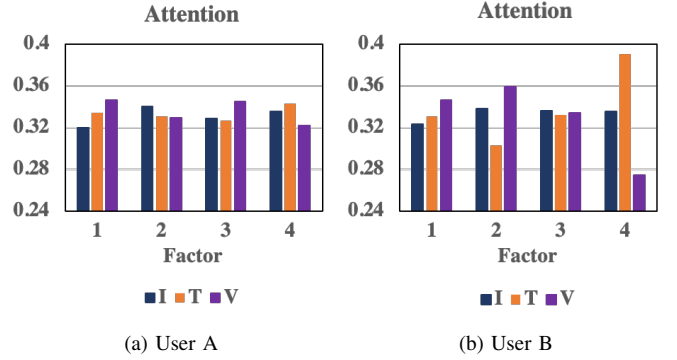 Attention
0.4
0.36
0.32
0.28
0.24
1 2 3 4
Factor
I T V
(a) User A
Attention
0.4
0.36
0.32
0.28
0.24
1 2 3 4
Factor
I T V
(b) User B